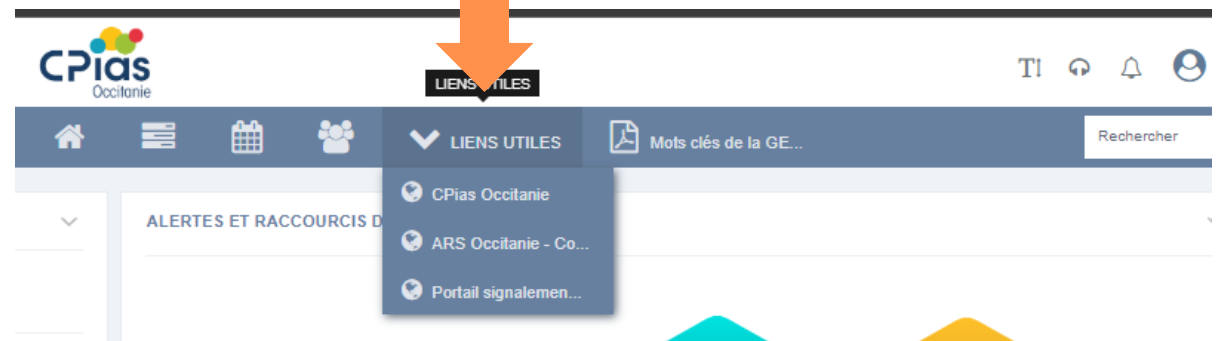 CPias
Occitanie
LIENS UTILES
TI
LIENS UTILES
Mots clés de la GE...
Rechercher
CPias Occitanie
ALERTES ET RACCOURCIS D
ARS Occitanie - Co...
Portail signalemen...